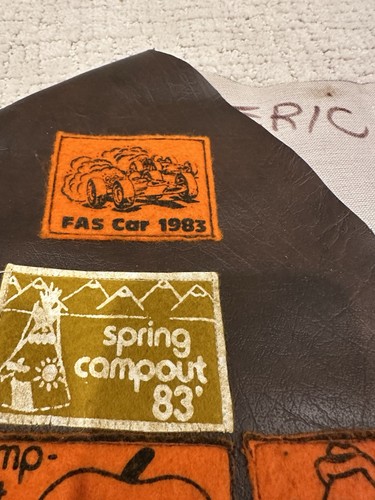 ERIC
FAS Car 1983
spring
campout
83'
mp-
t